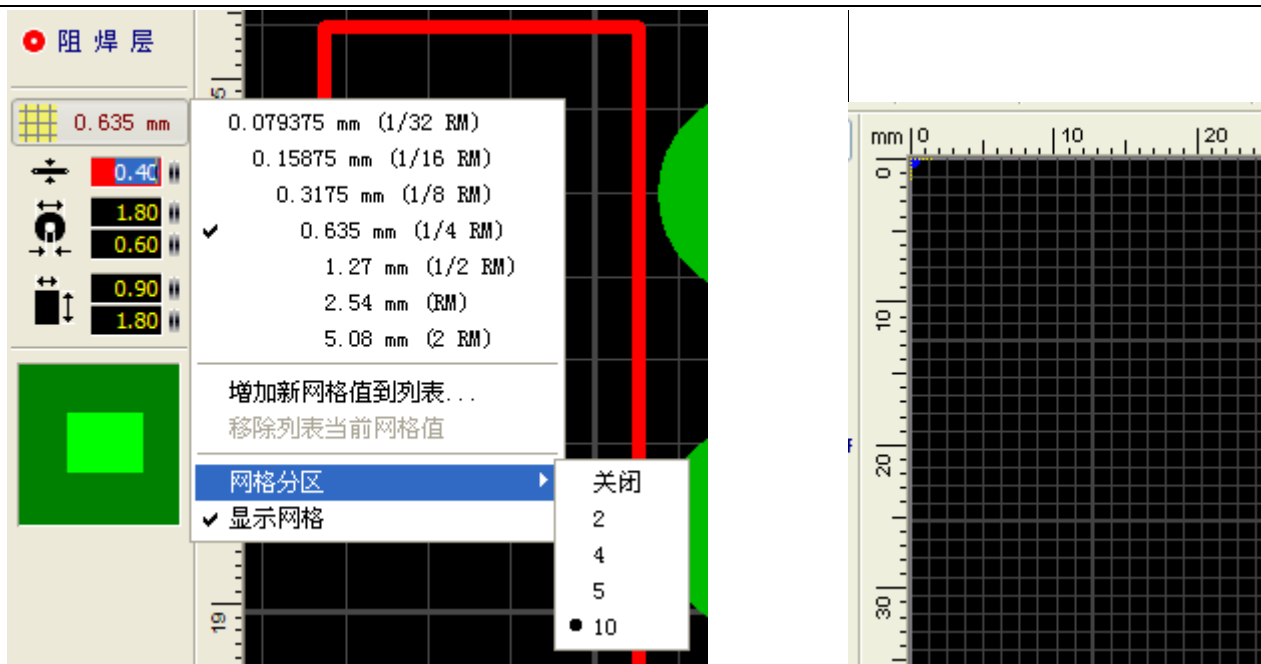 阻 焊 层
0.635 mm
0.40
1.80
0.60
0.90
1.80
0.079375 mm (1/32 RM)
0.15875 mm (1/16 RM)
0.3175 mm (1/8 RM)
0.635 mm (1/4 RM)
1.27 mm (1/2 RM)
2.54 mm (RM)
5.08 mm (2 RM)
增加新网格值到列表...
移除列表当前网格值
网格分区
显示网格
关闭
2
4
5
10
19
mm 0 10 20
0
10
20
30